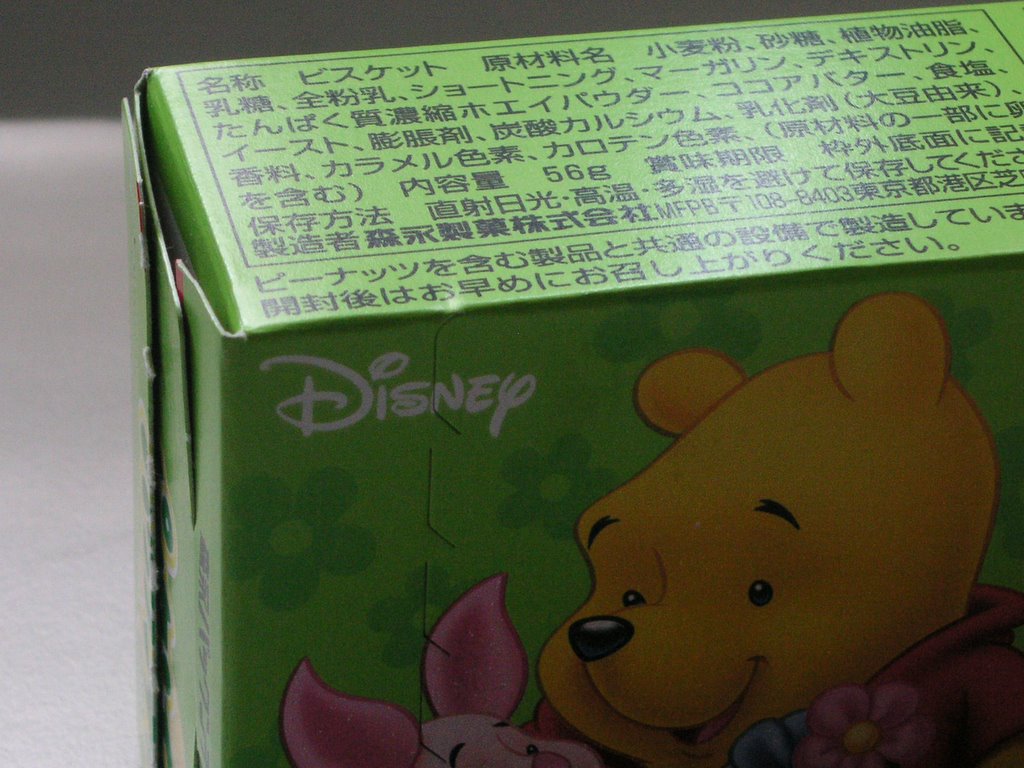 名称 ビスケット 原材料名 小麦粉、砂糖、植物油脂、
乳糖、全粉乳、ショートニング、マーガリン、デキストリン、
たんぱく質濃縮ホエイパウダー、ココアバター、食塩、
イースト、膨脹剤、炭酸カルシウム、乳化剤(大豆由来)、
香料、カラメル色素、カロテン色素、(原材料の一部に卵
を含む) 内容量 56g 賞味期限 枠外底面に記
保存方法 直射日光・高温・多湿を避けて保存してくださ
製造者 森永製菓株式会社MFPB 〒108-8403東京都港区芝
ピーナッツを含む製品と共通の設備で製造していま
開封後はお早めにお召し上がりください。
DISNEY